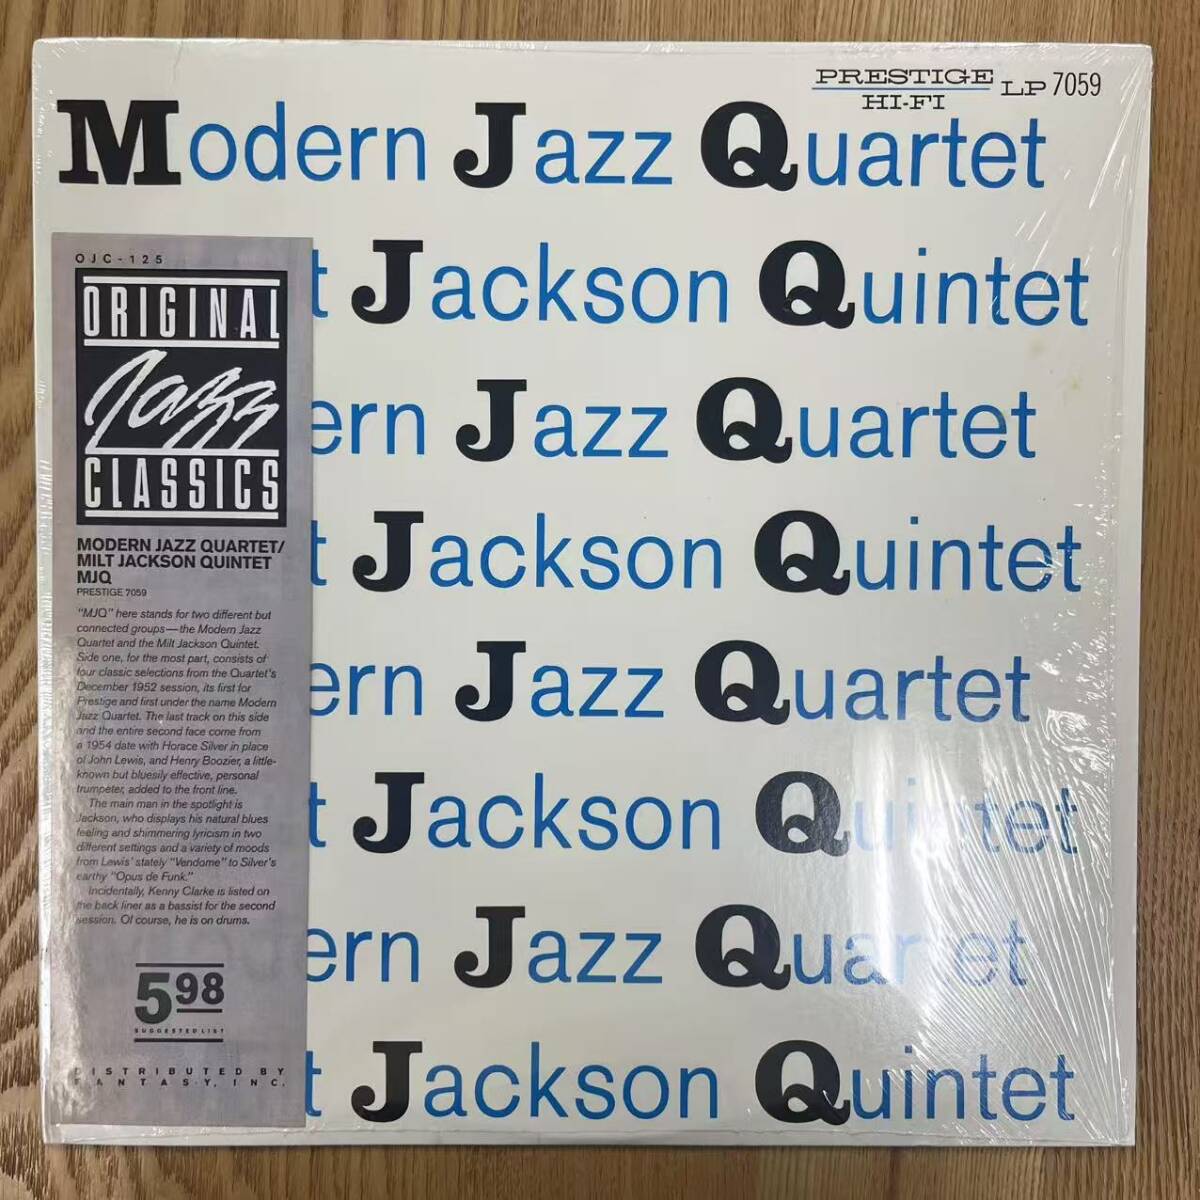 PRESTIGE
HI-FI
LP 7059
Modern Jazz Quartet
t Jackson Quintet
ern Jazz Quartet
t Jackson Quintet
ern Jazz Quartet
t Jackson Quintet
ern Jazz Quartet
t Jackson Quintet
OJC-125
ORIGINAL
Jazz
CLASSICS
MODERN JAZZ QUARTET/
MILT JACKSON QUINTET
MJQ
PRESTIGE 7059
"MJQ" here stands for two different but
connected groups—the Modern Jazz
Quartet and the Milt Jackson Quintet.
Side one, for the most part, consists of
four classic selections from the Quartet's
December 1952 session, its first for
Prestige and first under the name Modern
Jazz Quartet. The last track on this side
and the entire second face come from
a 1954 date with Horace Silver in place
of John Lewis, and Henry Boozier, a little-
known but bluesily effective, personal
trumpeter, added to the front line.
The main man in the spotlight is
Jackson, who displays his natural blues
feeling and shimmering lyricism in two
different settings and a variety of moods
from Lewis' stately "Vendome" to Silver's
earthy "Opus de Funk."
Incidentally, Kenny Clarke is listed on
the back liner as a bassist for the second
session. Of course, he is on drums.
598
SUGGESTED LIST
DISTRIBUTED BY
FANTASY, INC.